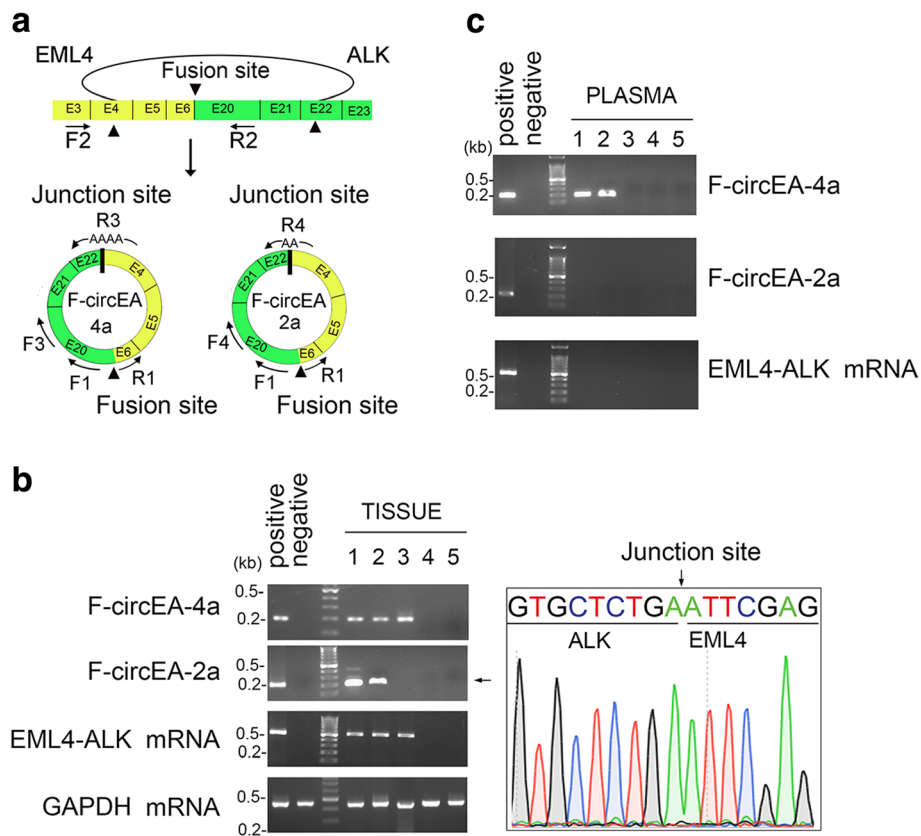 a
EML4 ALK
Fusion site
E3 E4 E5 E6 E20 E21 E22 E23
F2 R2
Junction site Junction site
R3 R4
AAAA AA
E21 E22 E4 E21 E22 E4
F-circEA F-circEA
4a 2a
E5 E5
F3 F4
E20 E6 E20 E6
F1 R1 F1 R1
Fusion site Fusion site
c
positive
negative
PLASMA
(kb) 1 2 3 4 5
0.5-
0.2-
F-circEA-4a
0.5-
0.2-
F-circEA-2a
0.5-
0.2-
EML4-ALK mRNA
b
positive
negative
TISSUE
(kb) 1 2 3 4 5
F-circEA-4a
0.5-
0.2-
F-circEA-2a
0.5-
0.2-
EML4-ALK mRNA
0.5-
0.2-
GAPDH mRNA
0.5-
0.2-
Junction site
GTGCTCTGAATTCGAG
ALK EML4